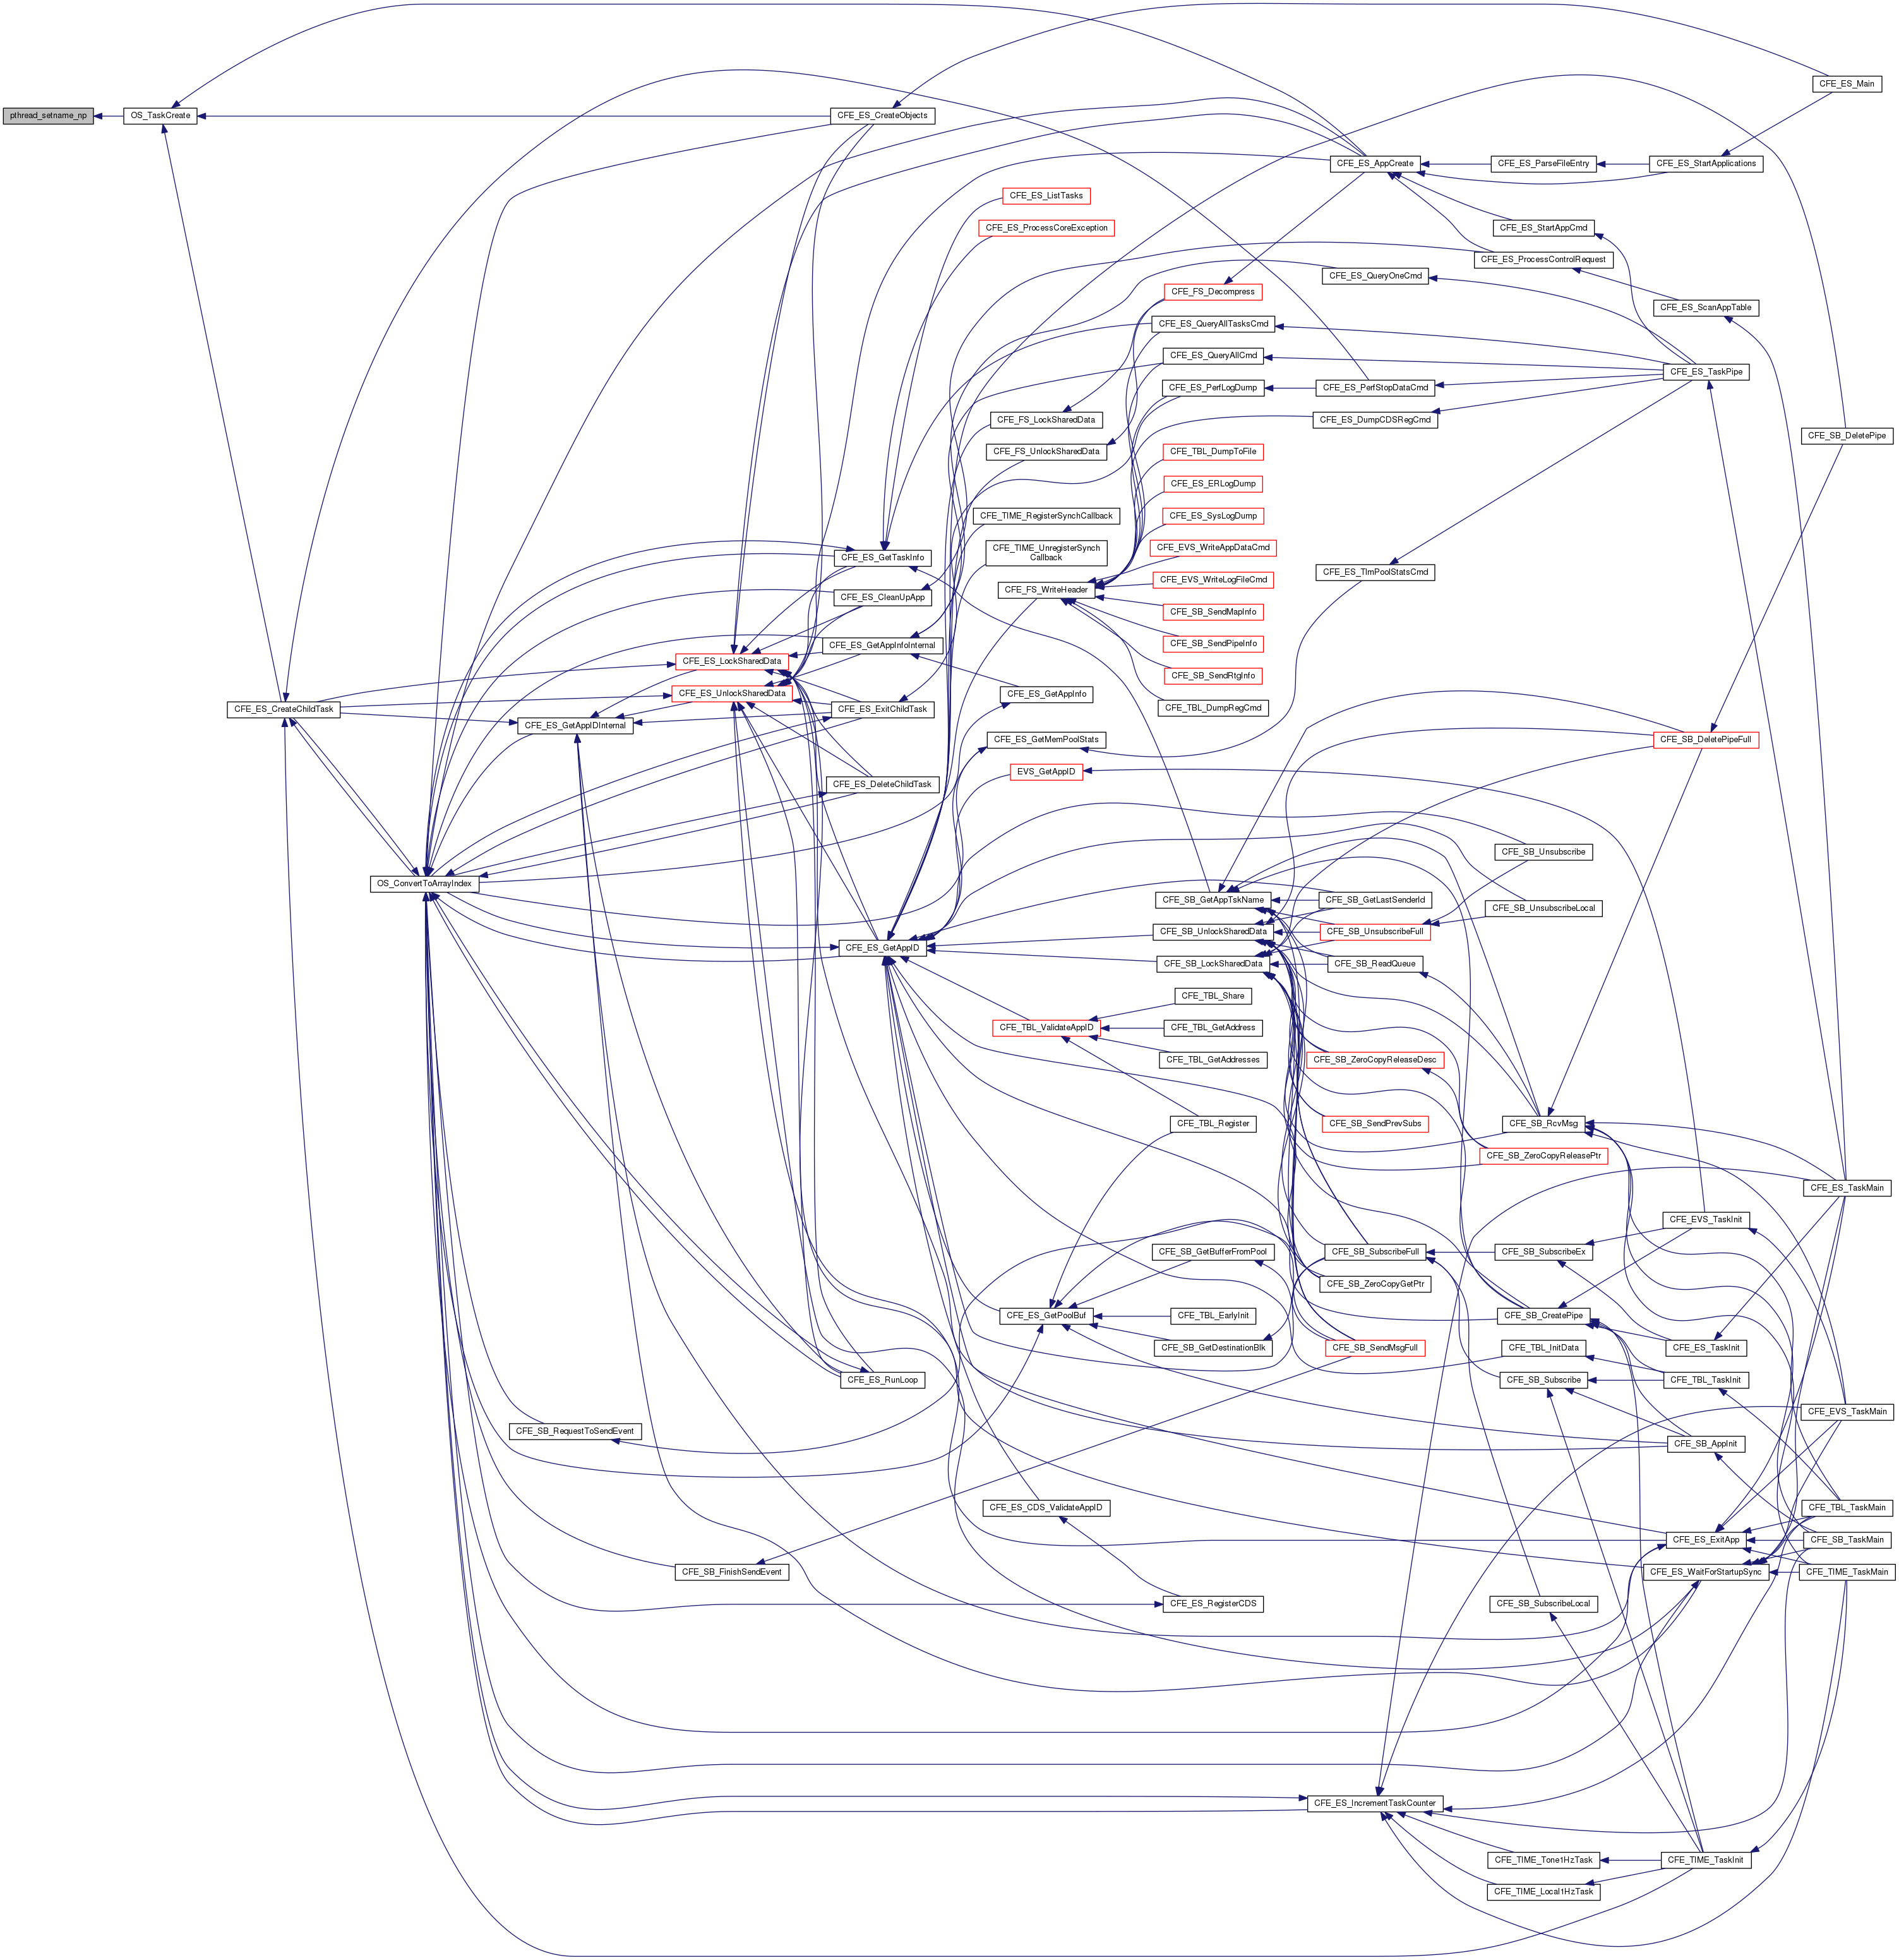 pthread_setname_np
OS_TaskCreate
CFE_ES_CreateChildTask
OS_ConvertToArrayIndex
CFE_ES_GetAppIDInternal
CFE_SB_RequestToSendEvent
CFE_ES_LockSharedData
CFE_ES_UnlockSharedData
CFE_SB_FinishSendEvent
CFE_ES_CreateObjects
CFE_ES_GetTaskInfo
CFE_ES_CleanUpApp
CFE_ES_GetAppInfoInternal
CFE_ES_ExitChildTask
CFE_ES_DeleteChildTask
CFE_ES_GetAppID
CFE_ES_RunLoop
CFE_ES_ListTasks
CFE_ES_ProcessCoreException
CFE_FS_LockSharedData
CFE_FS_UnlockSharedData
CFE_TIME_RegisterSynchCallback
CFE_TIME_UnregisterSynch
Callback
CFE_FS_WriteHeader
CFE_ES_GetAppInfo
CFE_ES_GetMemPoolStats
EVS_GetAppID
CFE_TBL_ValidateAppID
CFE_ES_GetPoolBuf
CFE_ES_CDS_ValidateAppID
CFE_FS_Decompress
CFE_ES_QueryAllTasksCmd
CFE_ES_QueryAllCmd
CFE_ES_PerfLogDump
CFE_TBL_DumpToFile
CFE_ES_ERLogDump
CFE_ES_SysLogDump
CFE_EVS_WriteAppDataCmd
CFE_EVS_WriteLogFileCmd
CFE_SB_SendMapInfo
CFE_SB_SendPipeInfo
CFE_SB_SendRtgInfo
CFE_TBL_DumpRegCmd
CFE_SB_GetAppTskName
CFE_SB_UnlockSharedData
CFE_SB_LockSharedData
CFE_TBL_Share
CFE_TBL_GetAddress
CFE_TBL_GetAddresses
CFE_TBL_Register
CFE_SB_GetBufferFromPool
CFE_TBL_EarlyInit
CFE_SB_GetDestinationBlk
CFE_ES_RegisterCDS
CFE_ES_AppCreate
CFE_ES_QueryOneCmd
CFE_ES_PerfStopDataCmd
CFE_ES_DumpCDSRegCmd
CFE_ES_TlmPoolStatsCmd
CFE_SB_GetLastSenderId
CFE_SB_UnsubscribeFull
CFE_SB_ReadQueue
CFE_SB_ZeroCopyReleaseDesc
CFE_SB_SendPrevSubs
CFE_SB_SubscribeFull
CFE_SB_ZeroCopyGetPtr
CFE_SB_SendMsgFull
CFE_ES_IncrementTaskCounter
CFE_ES_ParseFileEntry
CFE_ES_StartAppCmd
CFE_ES_ProcessControlRequest
CFE_SB_Unsubscribe
CFE_SB_UnsubscribeLocal
CFE_SB_RcvMsg
CFE_SB_ZeroCopyReleasePtr
CFE_SB_SubscribeEx
CFE_SB_CreatePipe
CFE_TBL_InitData
CFE_SB_Subscribe
CFE_SB_SubscribeLocal
CFE_TIME_Tone1HzTask
CFE_TIME_Local1HzTask
CFE_ES_StartApplications
CFE_ES_ScanAppTable
CFE_ES_TaskPipe
CFE_SB_DeletePipeFull
CFE_EVS_TaskInit
CFE_ES_TaskInit
CFE_TBL_TaskInit
CFE_SB_AppInit
CFE_ES_ExitApp
CFE_ES_WaitForStartupSync
CFE_TIME_TaskInit
CFE_ES_Main
CFE_SB_DeletePipe
CFE_ES_TaskMain
CFE_EVS_TaskMain
CFE_TBL_TaskMain
CFE_SB_TaskMain
CFE_TIME_TaskMain